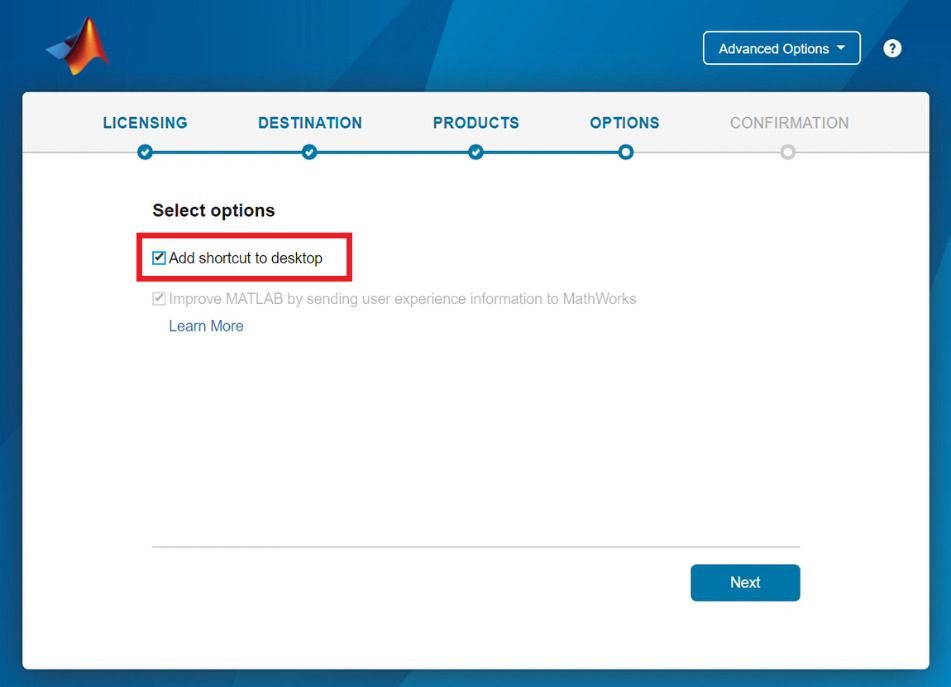 Advanced Options
?
LICENSING DESTINATION PRODUCTS OPTIONS CONFIRMATION
Select options
Add shortcut to desktop
Improve MATLAB by sending user experience information to MathWorks
Learn More
Next